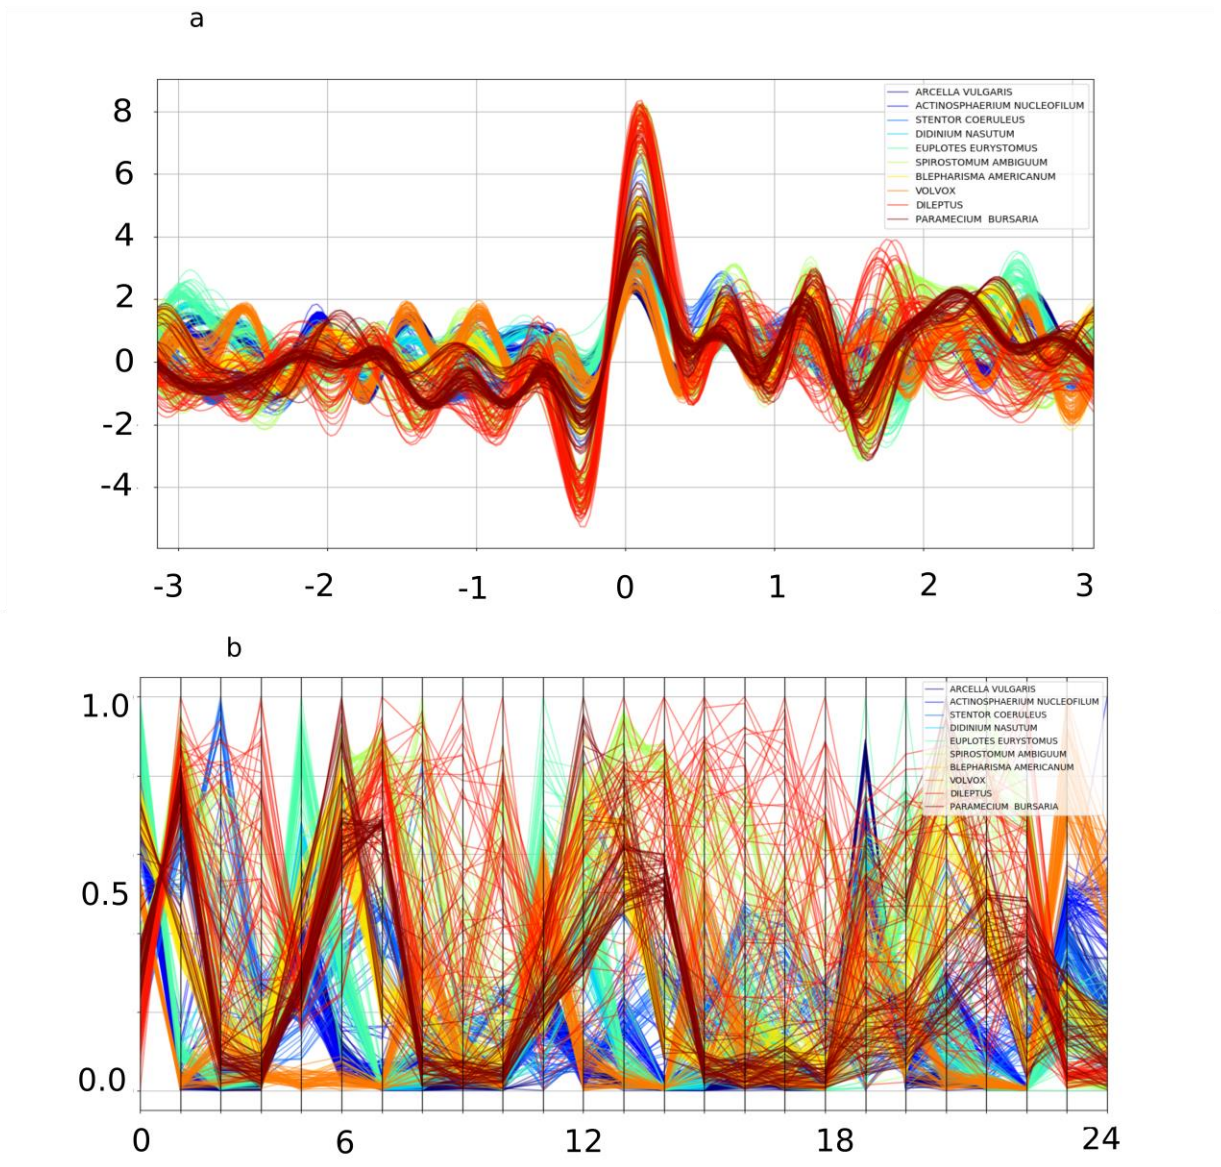 a
8
6
4
2
0
-2
-4
-3 -2 -1 0 1 2 3
ARCELLA VULGARIS
ACTINOSPHAERIUM NUCLEOFILUM
STENTOR COERULEUS
DIDINIUM NASUTUM
EUPLOTES EURYSTOMUS
SPIROSTOMUM AMBIGUUM
BLEPHARISMA AMERICANUM
VOLVOX
DILEPTUS
PARAMECIUM BURSARIA
b
1.0
0.5
0.0
0 6 12 18 24
ARCELLA VULGARIS
ACTINOSPHAERIUM NUCLEOFILUM
STENTOR COERULEUS
DIDINIUM NASUTUM
EUPLOTES EURYSTOMUS
SPIROSTOMUM AMBIGUUM
BLEPHARISMA AMERICANUM
VOLVOX
DILEPTUS
PARAMECIUM BURSARIA